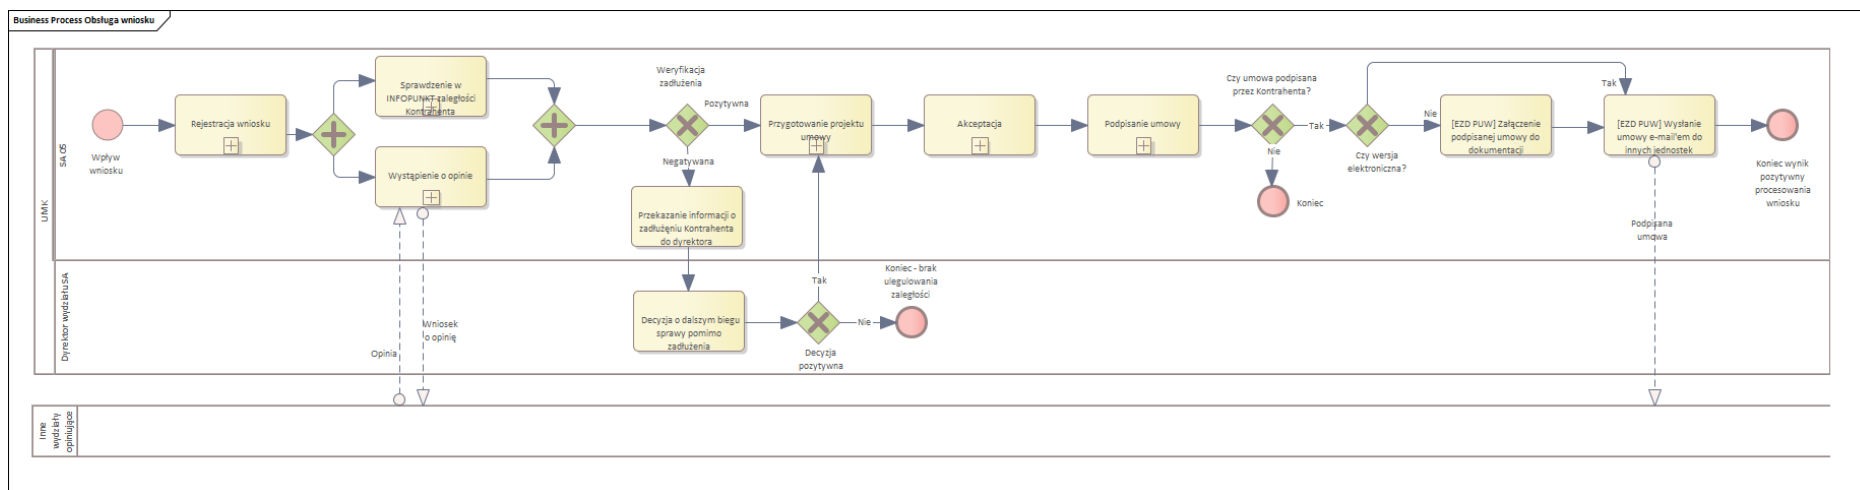 Business Process Obsługa wniosku
UMK
SA OŚ
Wpływ
wniosku
Rejestracja wniosku
Sprawdzenie w
INFOPUNKT zaległości
Kontrahenta
Wystąpienie o opinie
Weryfikacja
zadłużenia
Pozytywna
Negatywana
Przekazanie informacji o
zadłużęniu Kontrahenta
do dyrektora
Przygotowanie projektu
umowy
Akceptacja
Podpisanie umowy
Czy umowa podpisana
przez Kontrahenta?
Tak
Nie
Koniec
Czy wersja
elektroniczna?
Nie
Tak
[EZD PUW] Załączenie
podpisanej umowy do
dokumentacji
[EZD PUW] Wysłanie
umowy e-mail'em do
innych jednostek
Koniec wynik
pozytywny
procesowania
wniosku
Podpisana
umowa
Dyrektor wydziału SA
Opinia
Wniosek
o opinię
Decyzja o dalszym biegu
sprawy pomimo
zadłużenia
Tak
Decyzja
pozytywna
Nie
Koniec - brak
ulegulowania
zaległości
Inne
wydziały
opiniujące